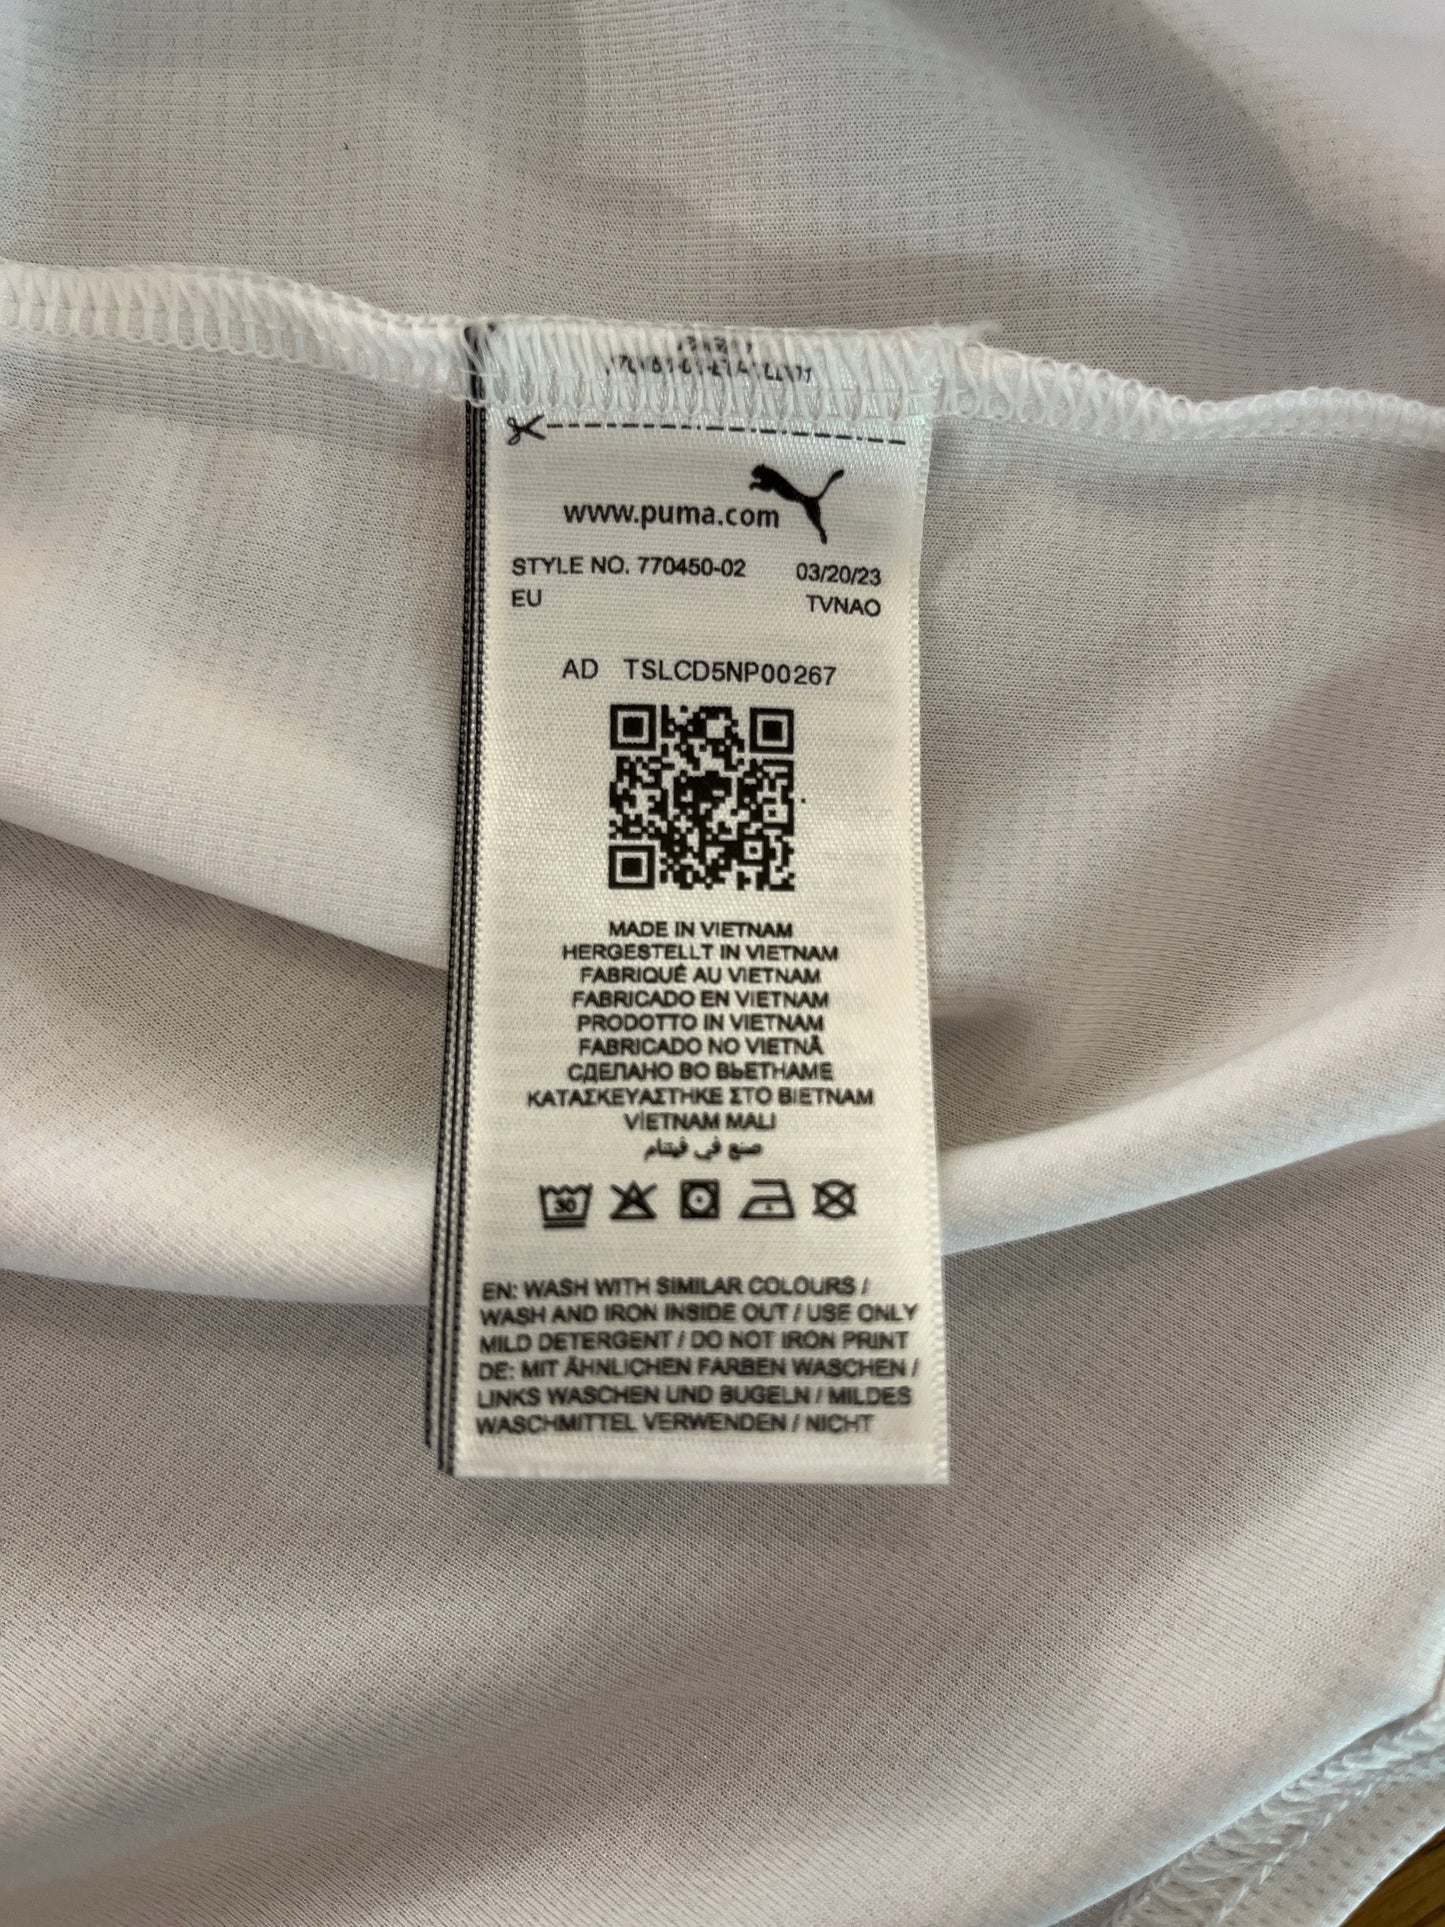 www.puma.com
STYLE NO. 770450-02 03/20/23
EU TVNAO
AD TSLCD5NP00267
MADE IN VIETNAM
HERGESTELLT IN VIETNAM
FABRIQUÉ AU VIETNAM
FABRICADO EN VIETNAM
PRODOTTO IN VIETNAM
FABRICADO NO VIETNÃ
СДЕЛАНО ВО ВЬЕТНАМЕ
ΚΑΤΑΣΚΕΥΑΣΤΗΚΕ ΣΤΟ ΒΙΕΤΝΑΜ
VİETNAM MALI
صنع في فيتنام
30
EN: WASH WITH SIMILAR COLOURS /
WASH AND IRON INSIDE OUT / USE ONLY
MILD DETERGENT / DO NOT IRON PRINT
DE: MIT ÄHNLICHEN FARBEN WASCHEN /
LINKS WASCHEN UND BÜGELN / MILDES
WASCHMITTEL VERWENDEN / NICHT